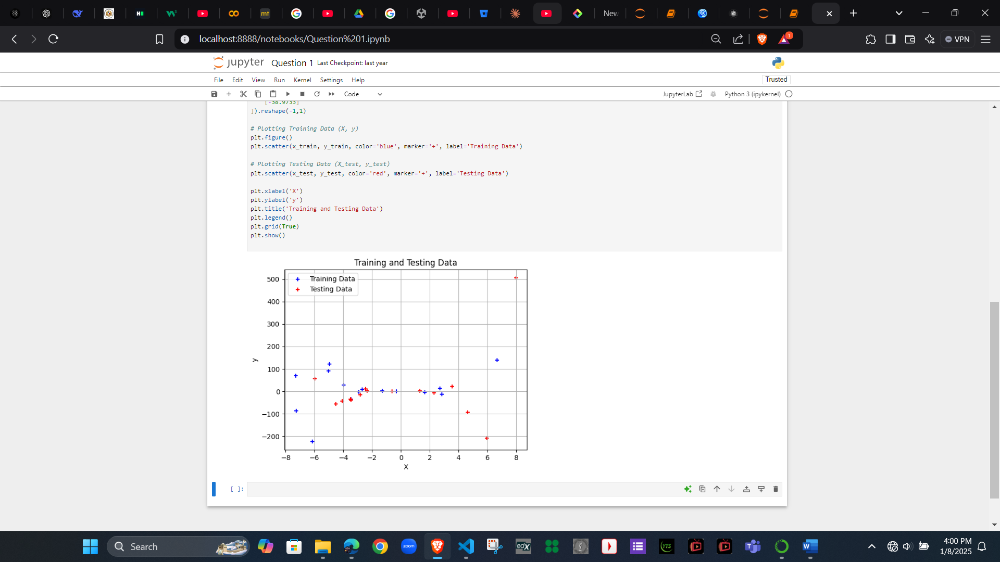 mt
New
localhost:8888/notebooks/Question%201.ipynb
1
VPN
jupyter Question 1 Last Checkpoint: last year
File Edit View Run Kernel Settings Help
Trusted
Code
JupyterLab
Python 3 (ipykernel)
[-38.9733]
]).reshape(-1,1)
# Plotting Training Data (X, y)
plt.figure()
plt.scatter(x_train, y_train, color='blue', marker='+', label='Training Data')
# Plotting Testing Data (X_test, y_test)
plt.scatter(x_test, y_test, color='red', marker='+', label='Testing Data')
plt.xlabel('X')
plt.ylabel('y')
plt.title('Training and Testing Data')
plt.legend()
plt.grid(True)
plt.show()
Training and Testing Data
Training Data
Testing Data
500
400
300
200
100
0
−100
−200
y
−8 −6 −4 −2 0 2 4 6 8
X
[ ]:
Search
zoom
edX
YTS
4:00 PM
1/8/2025